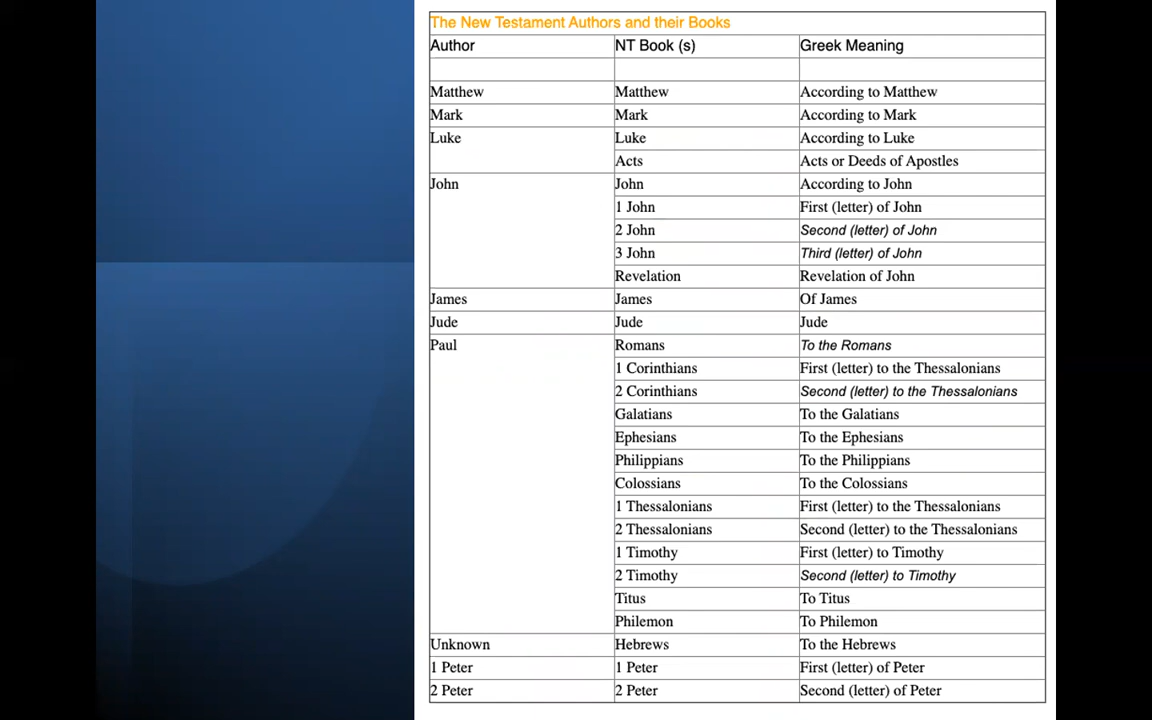 The New Testament Authors and their Books
Author NT Book (s) Greek Meaning
Matthew Matthew According to Matthew
Mark Mark According to Mark
Luke Luke According to Luke
Acts Acts or Deeds of Apostles
John John According to John
1 John First (letter) of John
2 John Second (letter) of John
3 John Third (letter) of John
Revelation Revelation of John
James James Of James
Jude Jude Jude
Paul Romans To the Romans
1 Corinthians First (letter) to the Thessalonians
2 Corinthians Second (letter) to the Thessalonians
Galatians To the Galatians
Ephesians To the Ephesians
Philippians To the Philippians
Colossians To the Colossians
1 Thessalonians First (letter) to the Thessalonians
2 Thessalonians Second (letter) to the Thessalonians
1 Timothy First (letter) to Timothy
2 Timothy Second (letter) to Timothy
Titus To Titus
Philemon To Philemon
Unknown Hebrews To the Hebrews
1 Peter 1 Peter First (letter) of Peter
2 Peter 2 Peter Second (letter) of Peter